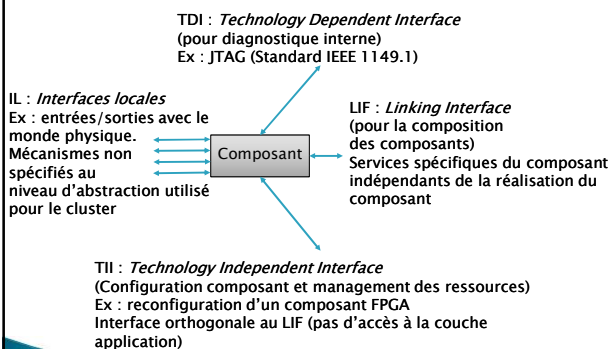 TDI : Technology Dependent Interface
(pour diagnostique interne)
Ex : JTAG (Standard IEEE 1149.1)
IL : Interfaces locales
Ex : entrées/sorties avec le
monde physique.
Mécanismes non
spécifiés au
niveau d'abstraction utilisé
pour le cluster
Composant
LIF : Linking Interface
(pour la composition
des composants)
Services spécifiques du composant
indépendants de la réalisation du
composant
TII : Technology Independent Interface
(Configuration composant et management des ressources)
Ex : reconfiguration d'un composant FPGA
Interface orthogonale au LIF (pas d'accès à la couche
application)